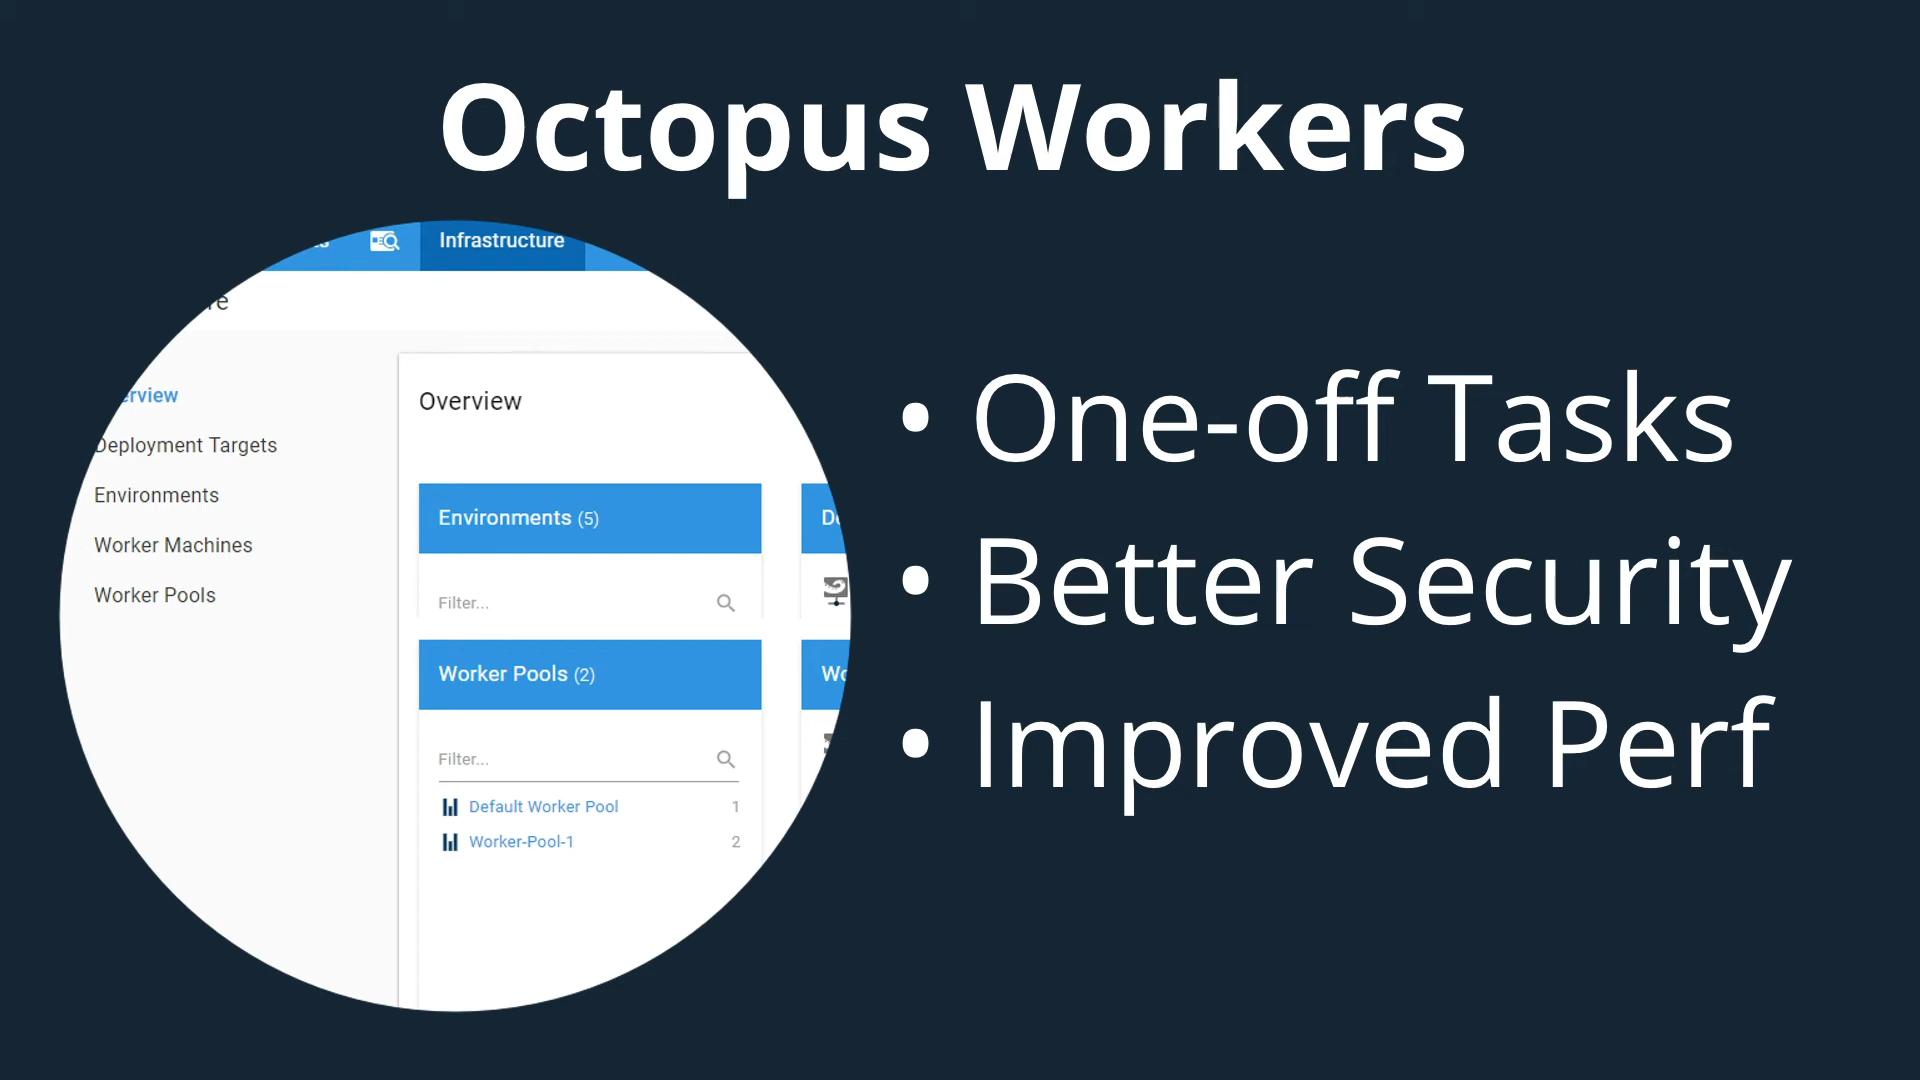 Octopus Workers
Infrastructure
Overview
Deployment Targets
Environments
Worker Machines
Worker Pools
Environments (5)
Filter...
Worker Pools (2)
Filter...
Default Worker Pool 1
Worker-Pool-1 2
• One-off Tasks
• Better Security
• Improved Perf